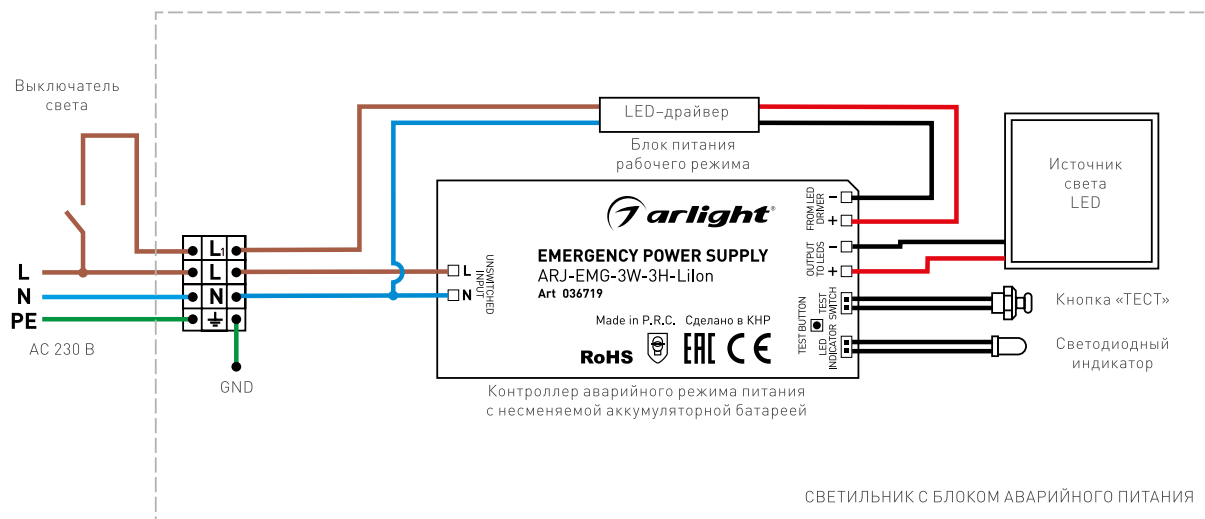 Выключатель
света
LED–драйвер
Блок питания
рабочего режима
Источник
света
LED
arlight®
EMERGENCY POWER SUPPLY
ARJ-EMG-3W-3H-LiIon
Art 036719
Made in P.R.C. Сделано в КНР
RoHS EAC CE
UNSWITCHED
INPUT
L
N
FROM LED
DRIVER
–
+
OUTPUT
TO LEDS
–
+
TEST
SWITCH
TEST BUTTON
LED
INDICATOR
L1
L
N
L
N
PE
AC 230 В
GND
Кнопка «ТЕСТ»
Светодиодный
индикатор
Контроллер аварийного режима питания
с несменяемой аккумуляторной батареей
СВЕТИЛЬНИК С БЛОКОМ АВАРИЙНОГО ПИТАНИЯ